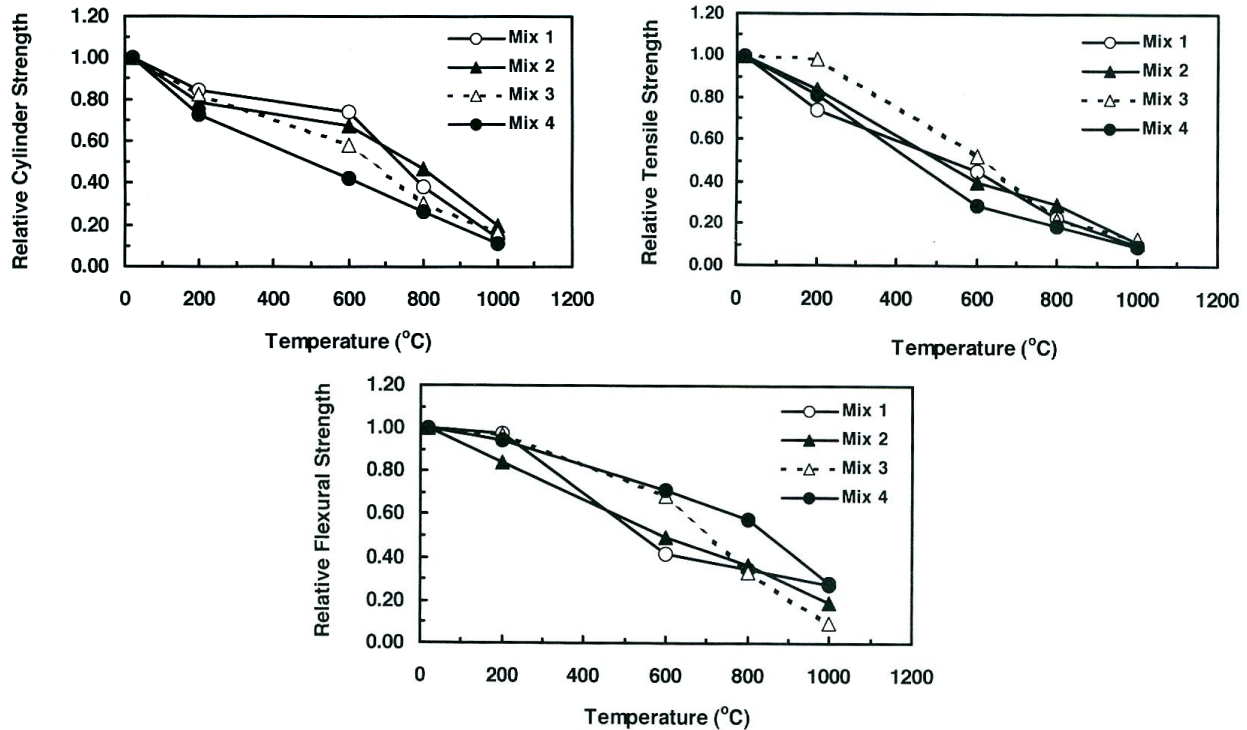 Relative Cylinder Strength
1.20
1.00
0.80
0.60
0.40
0.20
0.00
0 200 400 600 800 1000 1200
Temperature (°C)
Mix 1
Mix 2
Mix 3
Mix 4
Relative Tensile Strength
1.20
1.00
0.80
0.60
0.40
0.20
0.00
0 200 400 600 800 1000 1200
Temperature (°C)
Mix 1
Mix 2
Mix 3
Mix 4
Relative Flexural Strength
1.20
1.00
0.80
0.60
0.40
0.20
0.00
0 200 400 600 800 1000 1200
Temperature (°C)
Mix 1
Mix 2
Mix 3
Mix 4